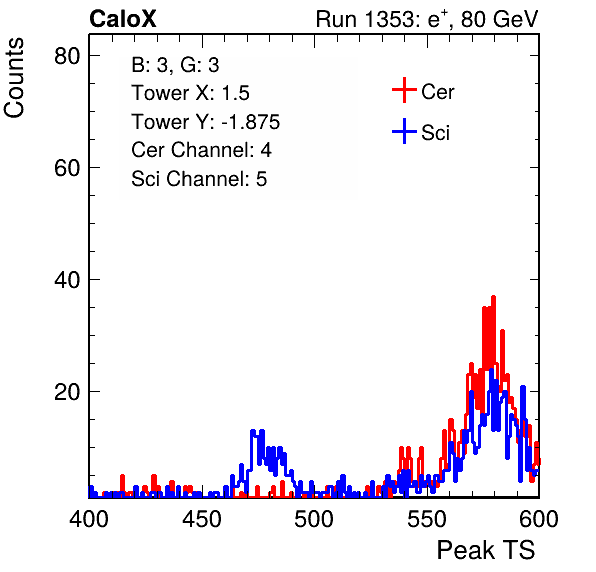 CaloX
Run 1353: e+, 80 GeV
Counts
80
60
40
20
B: 3, G: 3
Tower X: 1.5
Tower Y: -1.875
Cer Channel: 4
Sci Channel: 5
Cer
Sci
400 450 500 550 600
Peak TS